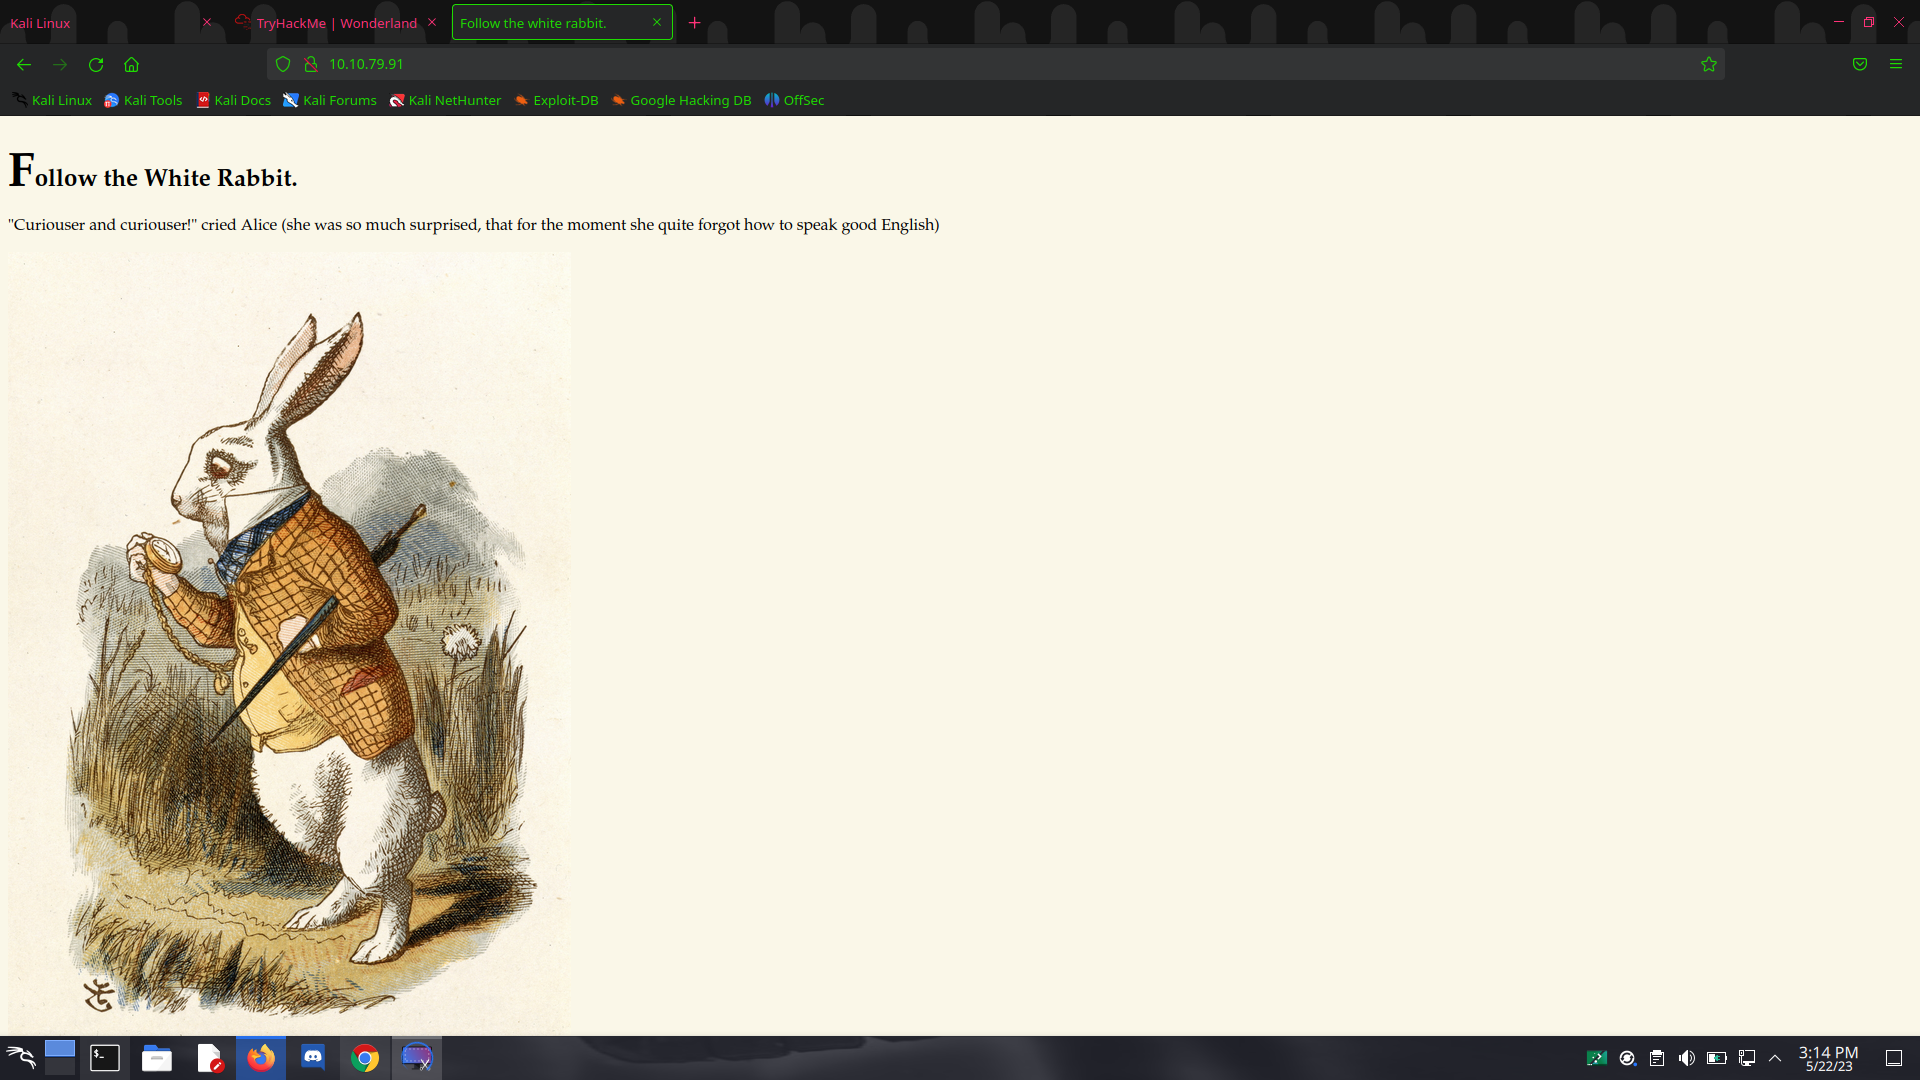 Kali Linux
TryHackMe | Wonderland
Follow the white rabbit.
10.10.79.91
Kali Linux
Kali Tools
Kali Docs
Kali Forums
Kali NetHunter
Exploit-DB
Google Hacking DB
OffSec
Follow the White Rabbit.
"Curiouser and curiouser!" cried Alice (she was so much surprised, that for the moment she quite forgot how to speak good English)
3:14 PM
5/22/23